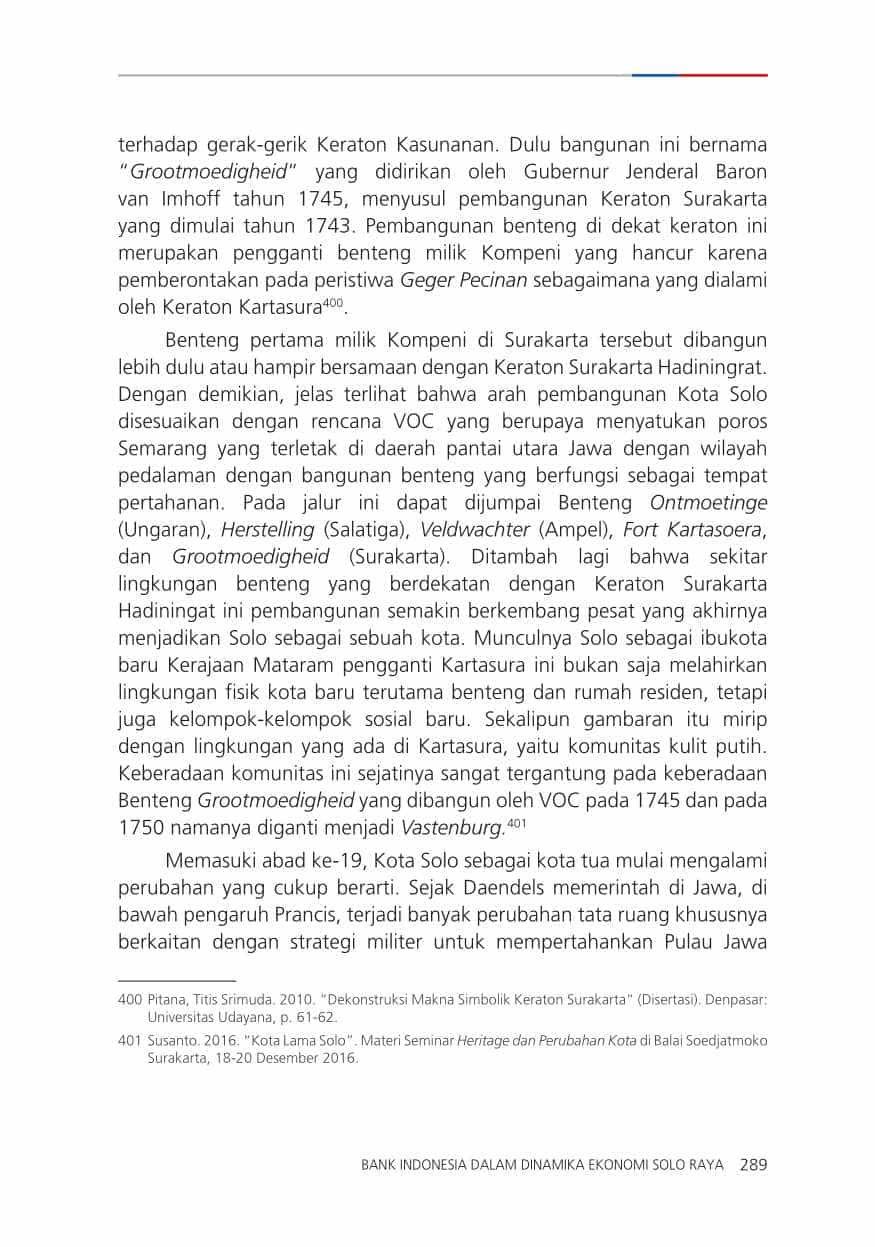 terhadap gerak-gerik Keraton Kasunanan. Dulu bangunan ini bernama
“Grootmoedigheid” yang didirikan oleh Gubernur Jenderal Baron
van Imhoff tahun 1745, menyusul pembangunan Keraton Surakarta
yang dimulai tahun 1743. Pembangunan benteng di dekat keraton ini
merupakan pengganti benteng milik Kompeni yang hancur karena
pemberontakan pada peristiwa Geger Pecinan sebagaimana yang dialami
oleh Keraton Kartasura400.
Benteng pertama milik Kompeni di Surakarta tersebut dibangun
lebih dulu atau hampir bersamaan dengan Keraton Surakarta Hadiningrat.
Dengan demikian, jelas terlihat bahwa arah pembangunan Kota Solo
disesuaikan dengan rencana VOC yang berupaya menyatukan poros
Semarang yang terletak di daerah pantai utara Jawa dengan wilayah
pedalaman dengan bangunan benteng yang berfungsi sebagai tempat
pertahanan. Pada jalur ini dapat dijumpai Benteng Ontmoetinge
(Ungaran), Herstelling (Salatiga), Veldwachter (Ampel), Fort Kartasoera,
dan Grootmoedigheid (Surakarta). Ditambah lagi bahwa sekitar
lingkungan benteng yang berdekatan dengan Keraton Surakarta
Hadiningat ini pembangunan semakin berkembang pesat yang akhirnya
menjadikan Solo sebagai sebuah kota. Munculnya Solo sebagai ibukota
baru Kerajaan Mataram pengganti Kartasura ini bukan saja melahirkan
lingkungan fisik kota baru terutama benteng dan rumah residen, tetapi
juga kelompok-kelompok sosial baru. Sekalipun gambaran itu mirip
dengan lingkungan yang ada di Kartasura, yaitu komunitas kulit putih.
Keberadaan komunitas ini sejatinya sangat tergantung pada keberadaan
Benteng Grootmoedigheid yang dibangun oleh VOC pada 1745 dan pada
1750 namanya diganti menjadi Vastenburg.401
Memasuki abad ke-19, Kota Solo sebagai kota tua mulai mengalami
perubahan yang cukup berarti. Sejak Daendels memerintah di Jawa, di
bawah pengaruh Prancis, terjadi banyak perubahan tata ruang khususnya
berkaitan dengan strategi militer untuk mempertahankan Pulau Jawa
400 Pitana, Titis Srimuda. 2010. “Dekonstruksi Makna Simbolik Keraton Surakarta” (Disertasi). Denpasar:
Universitas Udayana, p. 61-62.
401 Susanto. 2016. “Kota Lama Solo”. Materi Seminar Heritage dan Perubahan Kota di Balai Soedjatmoko
Surakarta, 18-20 Desember 2016.
BANK INDONESIA DALAM DINAMIKA EKONOMI SOLO RAYA 289